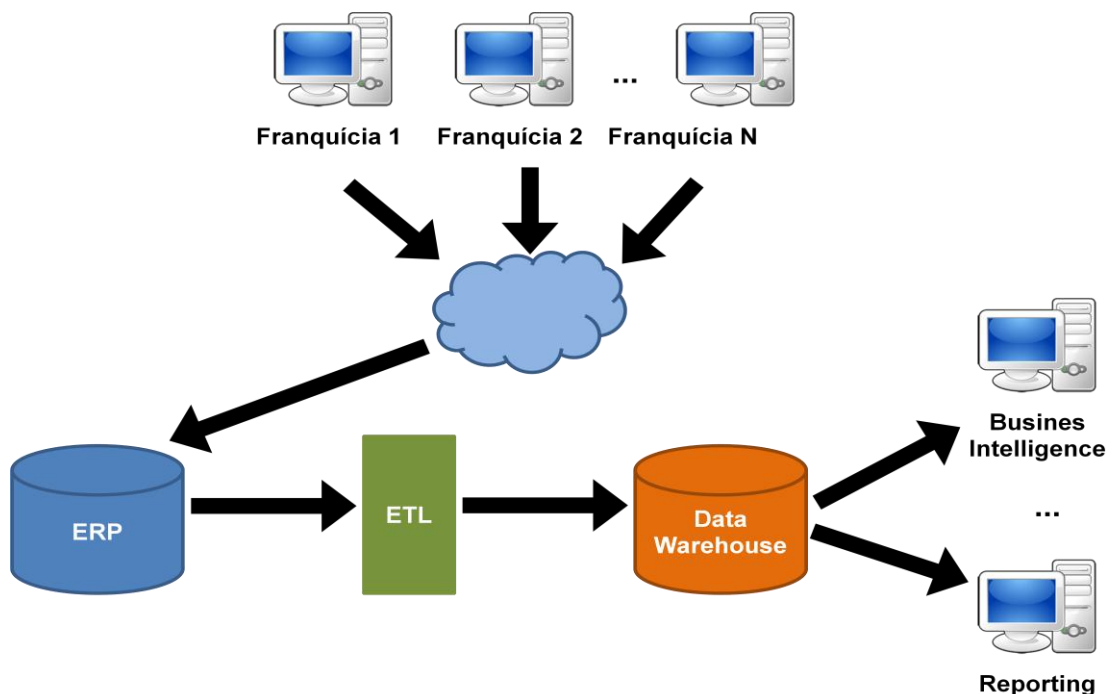 ...
Franquícia 1
Franquícia 2
Franquícia N
ERP
ETL
Data
Warehouse
Busines
Intelligence
...
Reporting